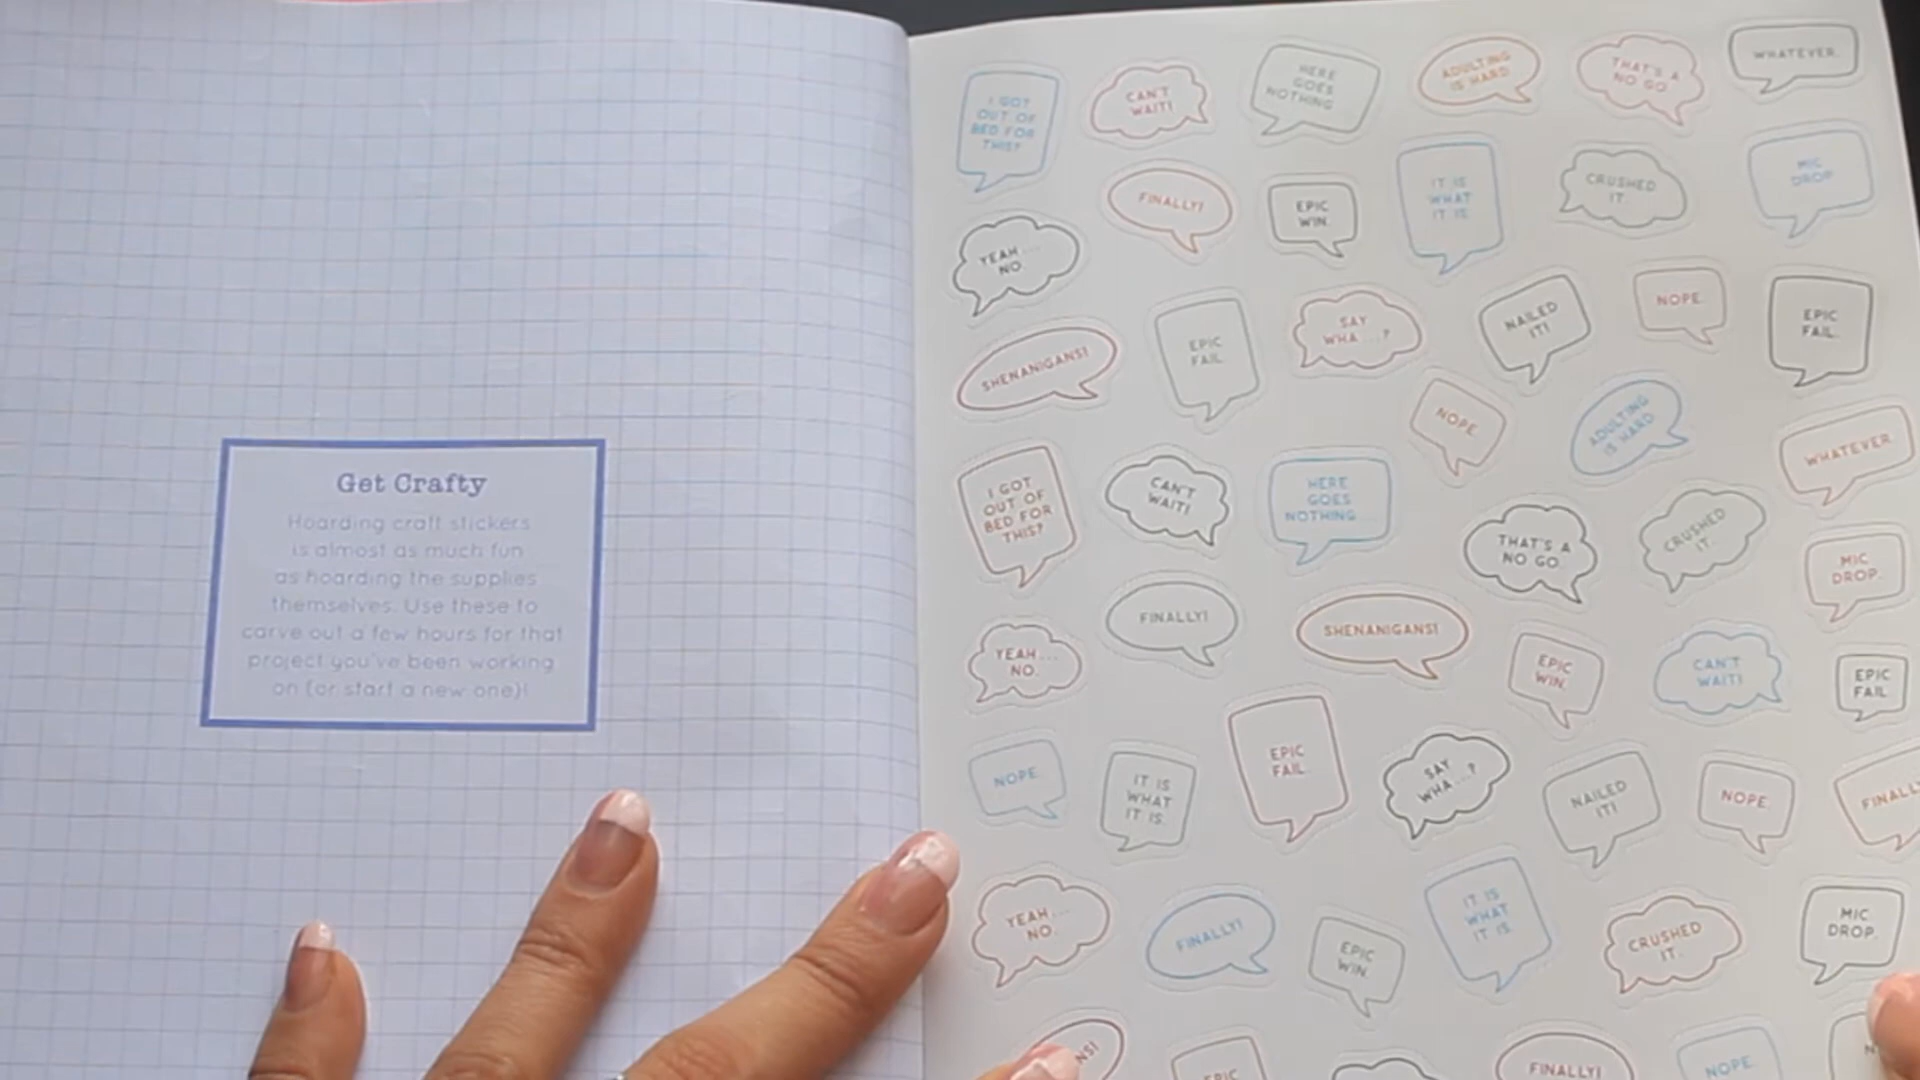 Get Crafty
Hoarding craft stickers
is almost as much fun
as hoarding the supplies
themselves. Use these to
carve out a few hours for that
project you've been working
on (or start a new one)!
I GOT
OUT OF
BED FOR
THIS?
CAN'T
WAIT!
HERE
GOES
NOTHING
ADULTING
IS HARD
THAT'S A
NO GO.
WHATEVER.
YEAH....
NO.
FINALLY!
EPIC
WIN.
IT IS
WHAT
IT IS
CRUSHED
IT.
MIC
DROP
SHENANIGANS!
EPIC
FAIL
SAY
WHA...?
NAILED
IT!
NOPE.
EPIC
FAIL.
NOPE.
ADULTING
IS HARD
WHATEVER.
I GOT
OUT OF
BED FOR
THIS?
CAN'T
WAIT!
HERE
GOES
NOTHING...
THAT'S A
NO GO.
CRUSHED
IT.
MIC
DROP.
YEAH....
NO.
FINALLY!
SHENANIGANS!
EPIC
WIN.
CAN'T
WAIT!
EPIC
FAIL
NOPE.
IT IS
WHAT
IT IS
EPIC
FAIL
SAY
WHA...?
NAILED
IT!
NOPE.
FINALLY
YEAH....
NO.
FINALLY!
EPIC
WIN.
IT IS
WHAT
IT IS
CRUSHED
IT.
MIC
DROP.
NS!
EPIC
FINALLY!
NOPE.